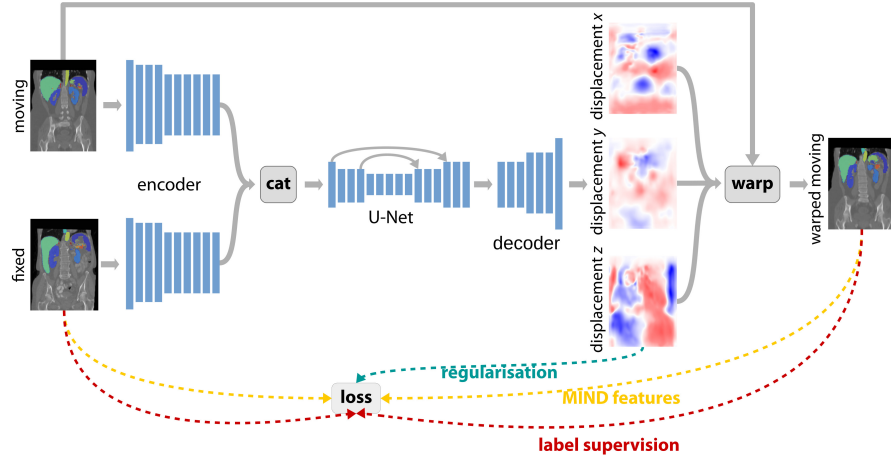 moving
encoder
fixed
cat
U-Net
decoder
displacement x
displacement y
displacement z
warp
warped moving
regularisation
loss
MIND features
label supervision